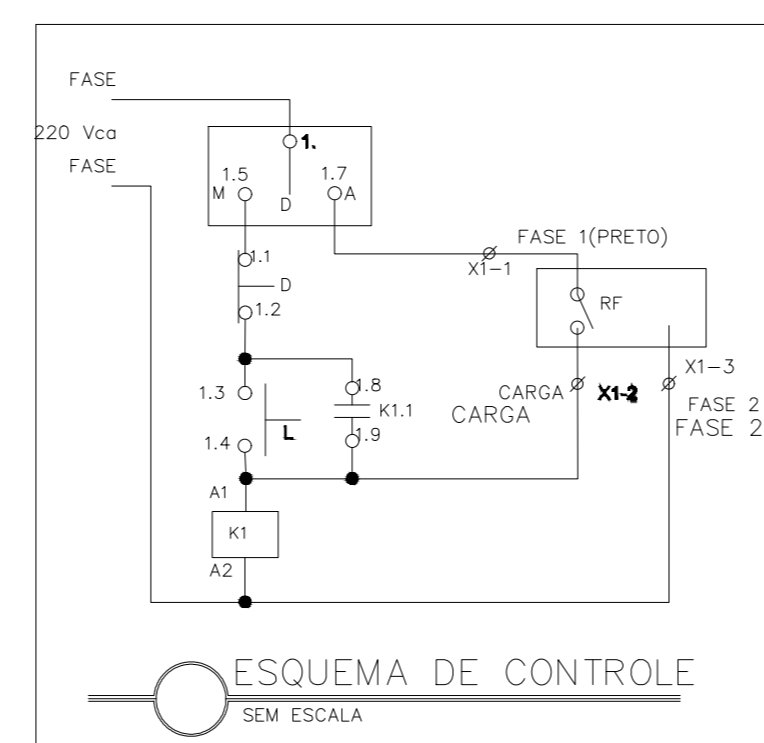 FASE
220 Vca
FASE
1.
1.5
1.7
M
D
A
FASE 1(PRETO)
X1-1
1.1
D
1.2
RF
X1-3
1.3
1.8
CARGA
X1-2
CARGA
FASE 2
FASE 2
K1.1
L
1.4
1.9
A1
K1
A2
ESQUEMA DE CONTROLE
SEM ESCALA